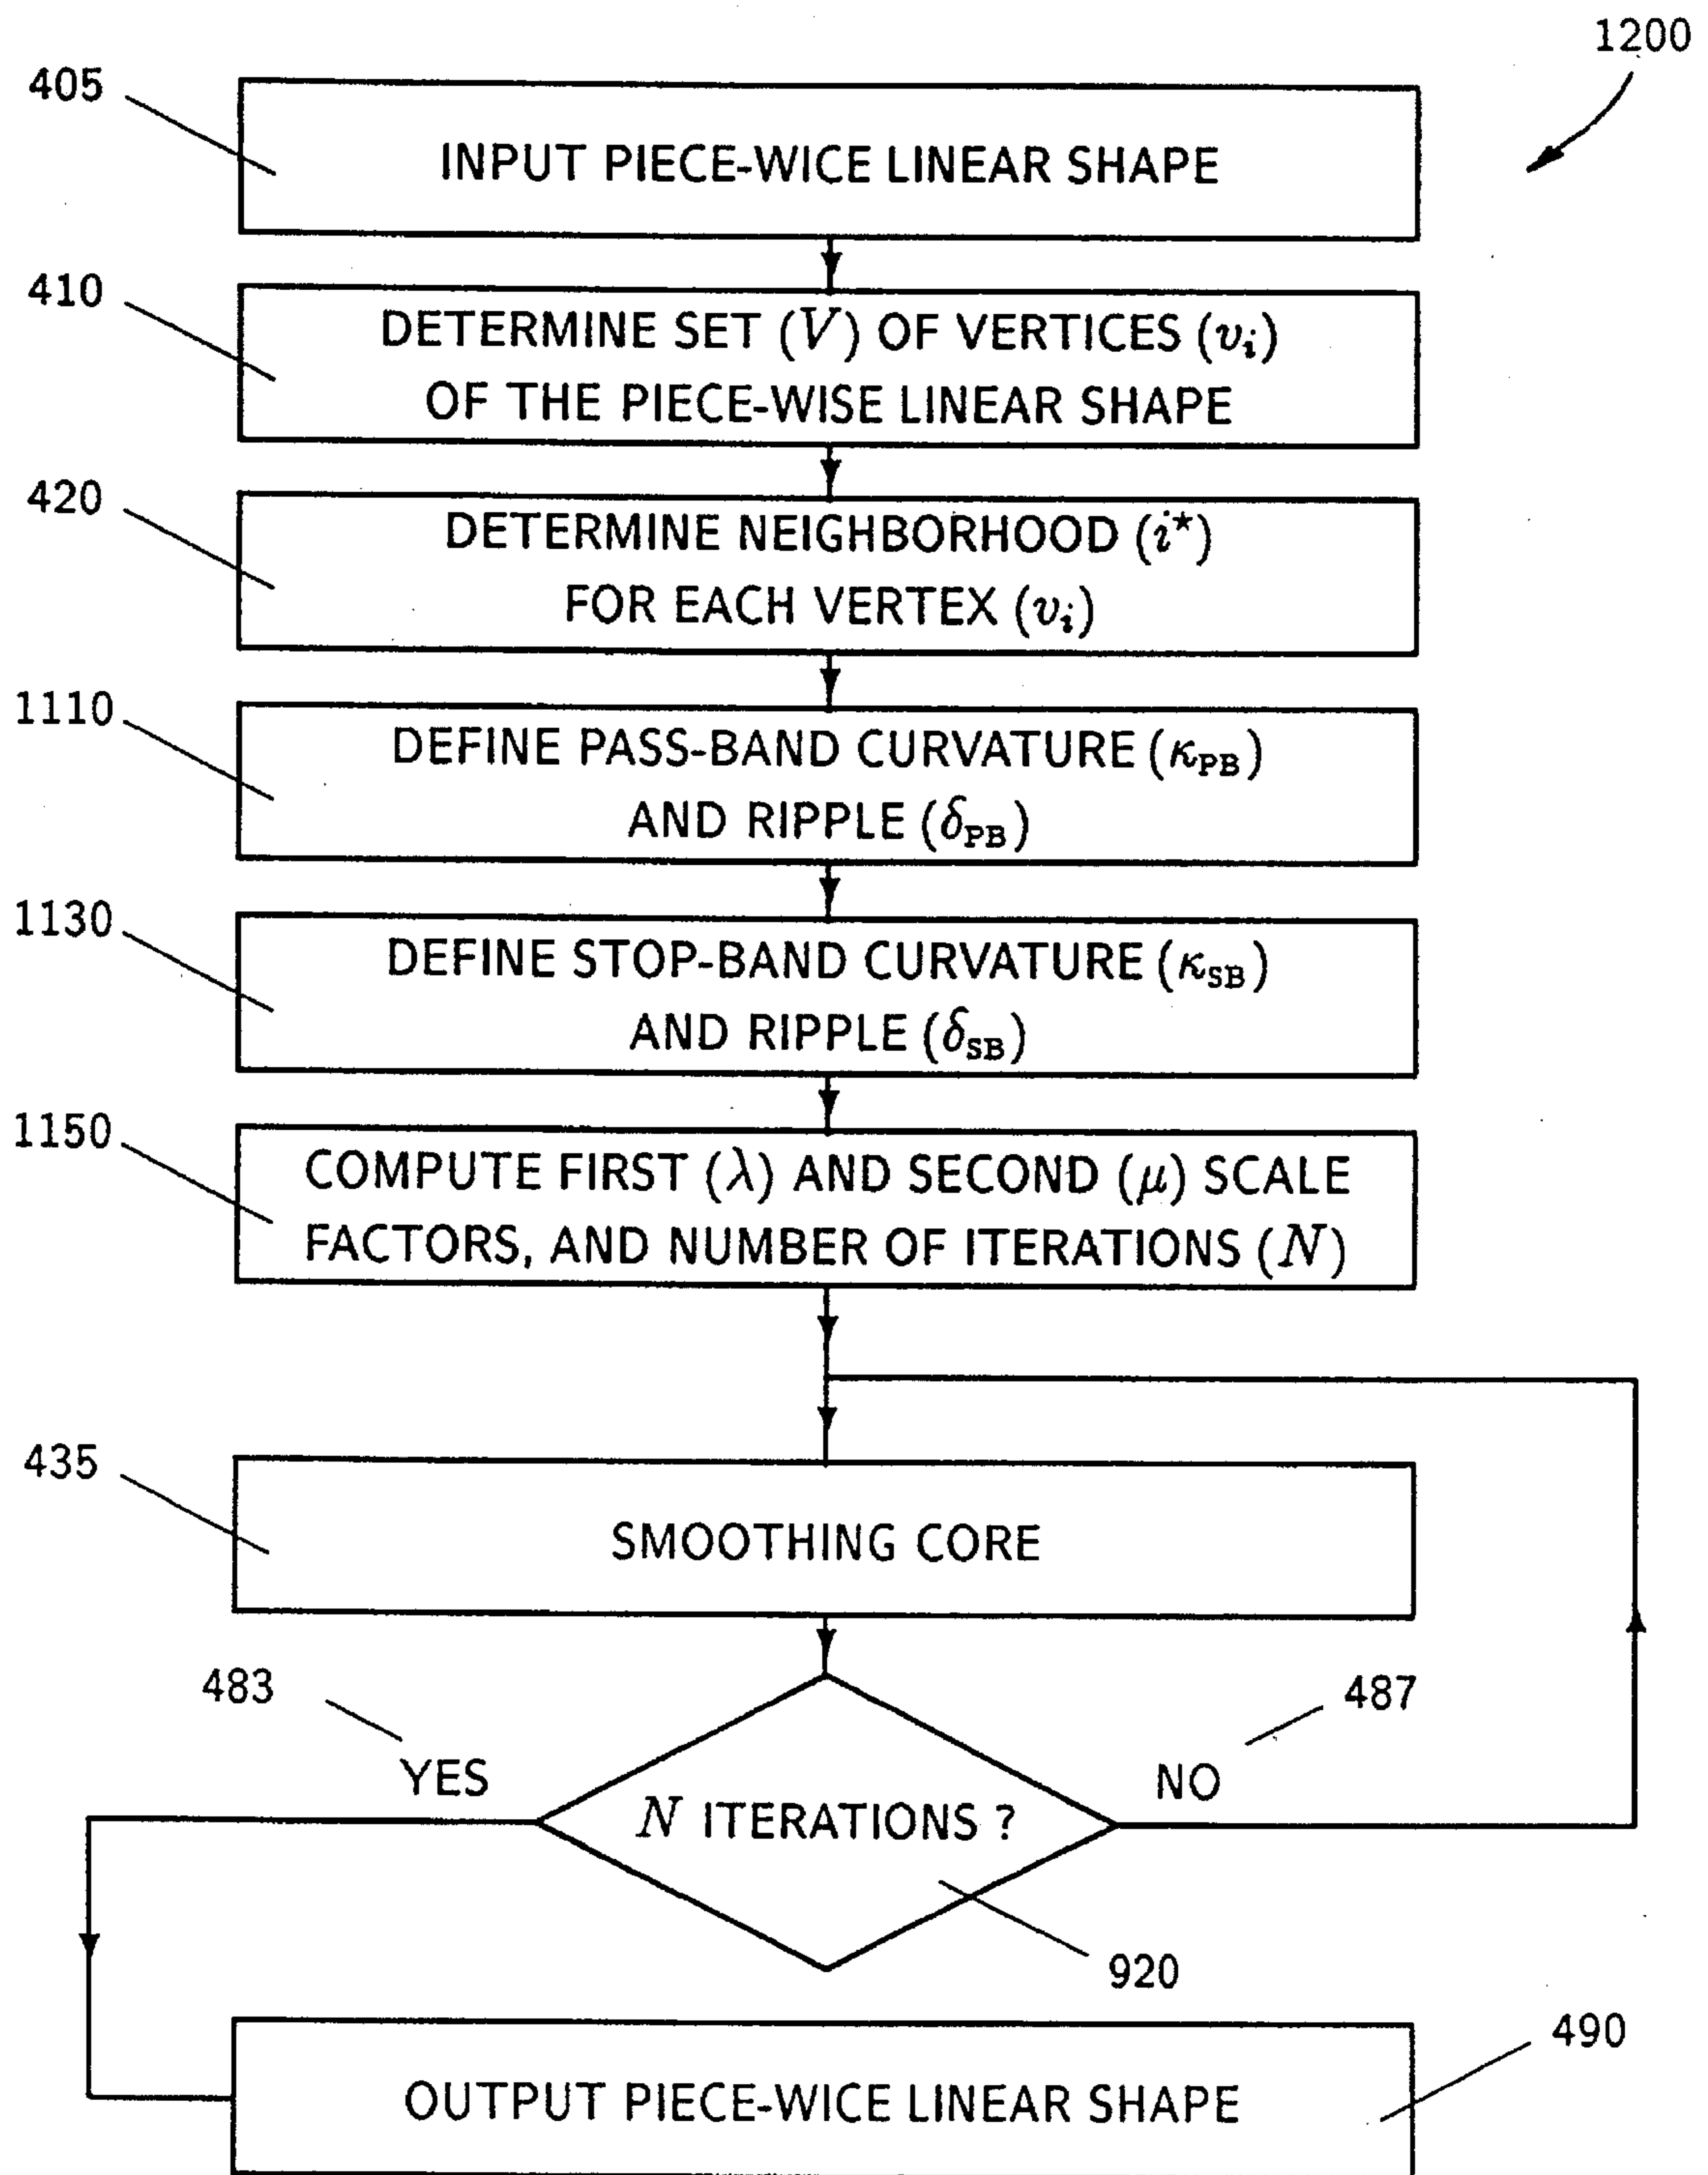 1200
405
INPUT PIECE-WICE LINEAR SHAPE
410
DETERMINE SET (V) OF VERTICES (vᵢ)
OF THE PIECE-WISE LINEAR SHAPE
420
DETERMINE NEIGHBORHOOD (i*)
FOR EACH VERTEX (vᵢ)
1110
DEFINE PASS-BAND CURVATURE (κPB)
AND RIPPLE (δPB)
1130
DEFINE STOP-BAND CURVATURE (κSB)
AND RIPPLE (δSB)
1150
COMPUTE FIRST (λ) AND SECOND (μ) SCALE
FACTORS, AND NUMBER OF ITERATIONS (N)
435
SMOOTHING CORE
483
487
YES
NO
N ITERATIONS ?
920
490
OUTPUT PIECE-WICE LINEAR SHAPE